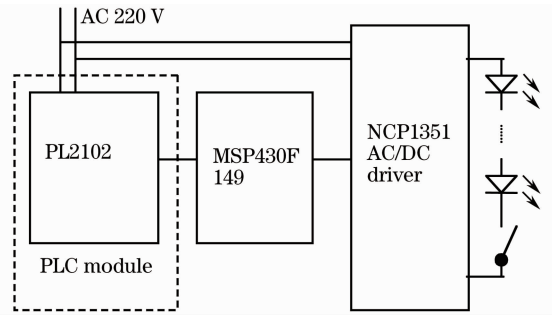 AC 220 V
PL2102
MSP430F
149
NCP1351
AC/DC
driver
PLC module